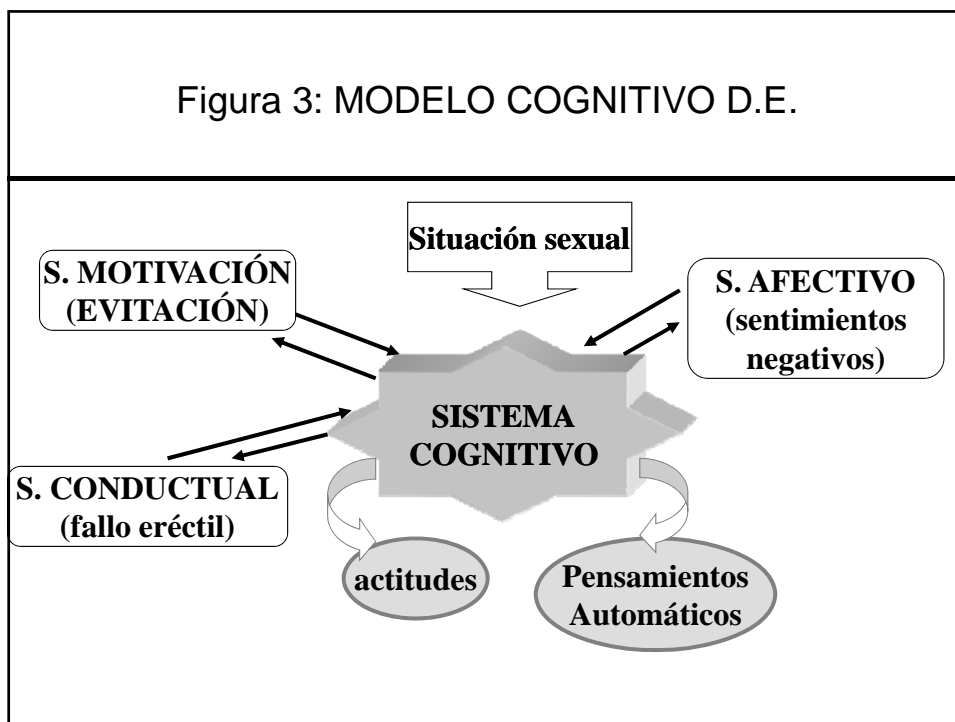 Figura 3: MODELO COGNITIVO D.E.
Situación sexual
S. MOTIVACIÓN
(EVITACIÓN)
S. AFECTIVO
(sentimientos
negativos)
SISTEMA
COGNITIVO
S. CONDUCTUAL
(fallo eréctil)
actitudes
Pensamientos
Automáticos